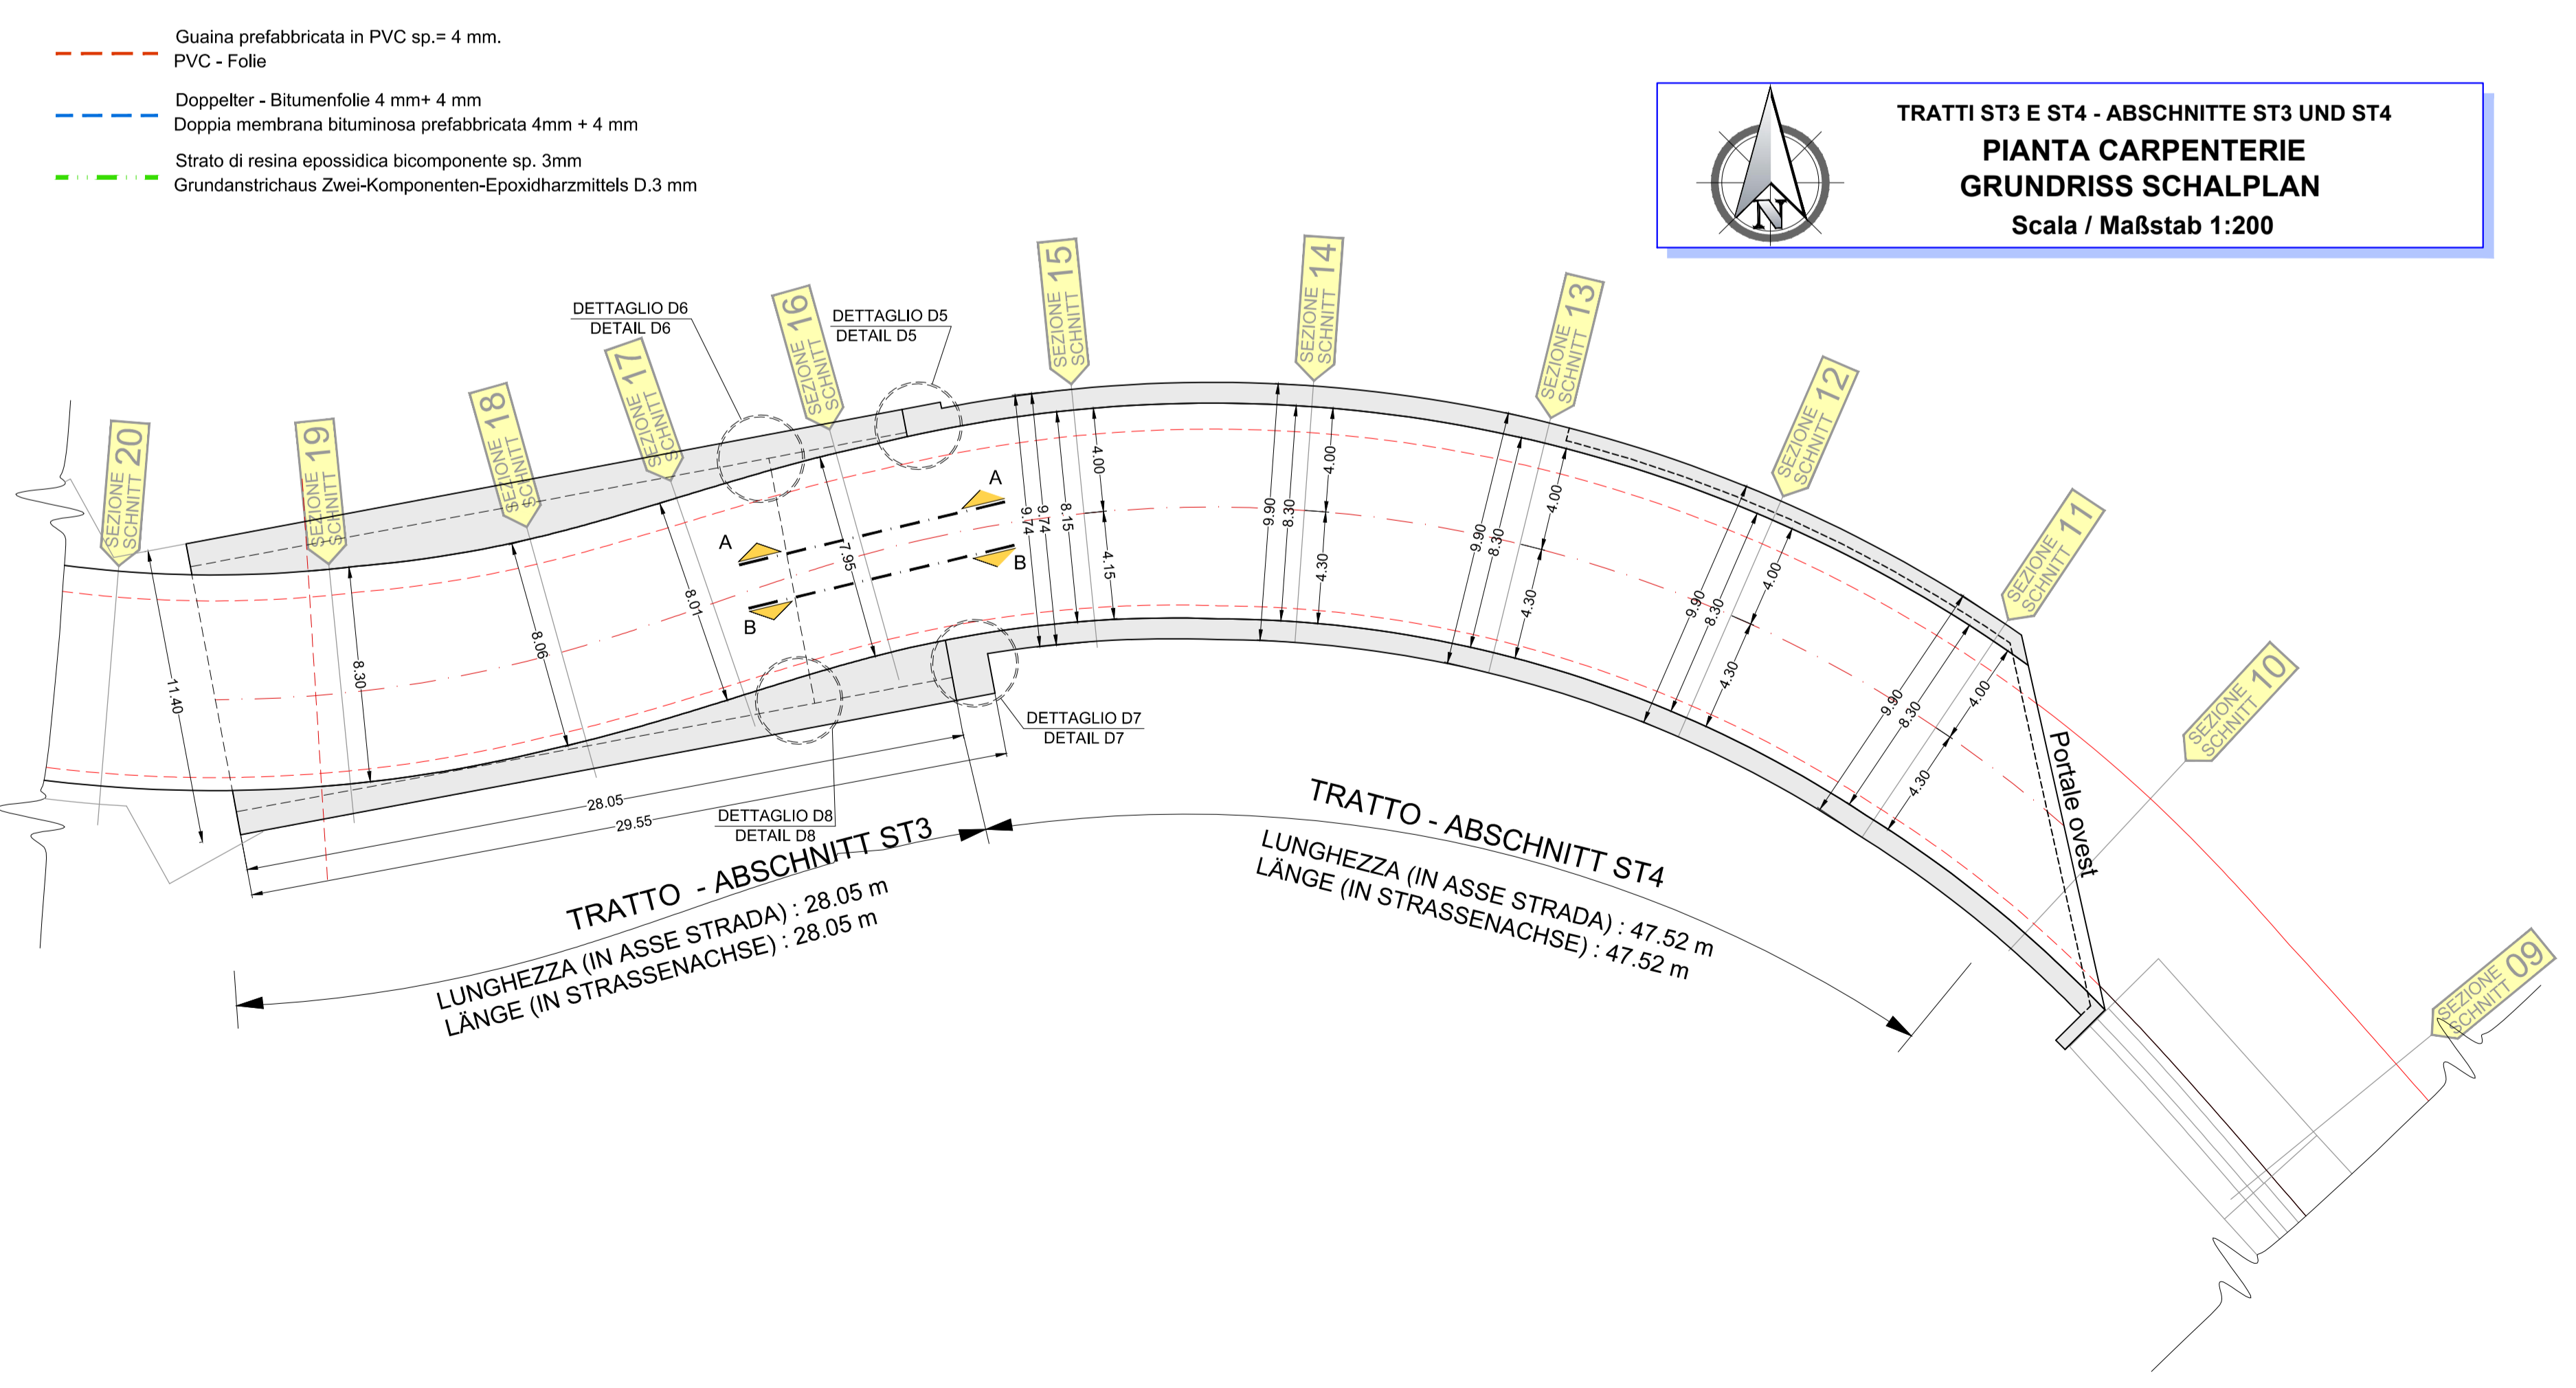 Guaina prefabbricata in PVC sp.= 4 mm.
PVC - Folie
Doppelter - Bitumenfolie 4 mm+ 4 mm
Doppia membrana bituminosa prefabbricata 4mm + 4 mm
Strato di resina epossidica bicomponente sp. 3mm
Grundanstrichaus Zwei-Komponenten-Epoxidharzmittels D.3 mm
N
TRATTI ST3 E ST4 - ABSCHNITTE ST3 UND ST4
PIANTA CARPENTERIE
GRUNDRISS SCHALPLAN
Scala / Maßstab 1:200
SEZIONE
SCHNITT 20
SEZIONE
SCHNITT 19
SEZIONE
SCHNITT 18
SEZIONE
SCHNITT 17
SEZIONE
SCHNITT 16
SEZIONE
SCHNITT 15
SEZIONE
SCHNITT 14
SEZIONE
SCHNITT 13
SEZIONE
SCHNITT 12
SEZIONE
SCHNITT 11
SEZIONE
SCHNITT 10
SEZIONE
SCHNITT 09
DETTAGLIO D6
DETAIL D6
DETTAGLIO D5
DETAIL D5
A
A
B
B
11.40
8.30
8.06
8.01
7.95
9.74
9.74
8.15
4.00
4.15
9.90
8.30
4.00
4.30
9.90
8.30
4.00
4.30
9.90
8.30
4.00
4.30
9.90
8.30
4.00
4.30
Portale ovest
DETTAGLIO D7
DETAIL D7
28.05
29.55
DETTAGLIO D8
DETAIL D8
TRATTO - ABSCHNITT ST3
LUNGHEZZA (IN ASSE STRADA) : 28.05 m
LÄNGE (IN STRASSENACHSE) : 28.05 m
TRATTO - ABSCHNITT ST4
LUNGHEZZA (IN ASSE STRADA) : 47.52 m
LÄNGE (IN STRASSENACHSE) : 47.52 m